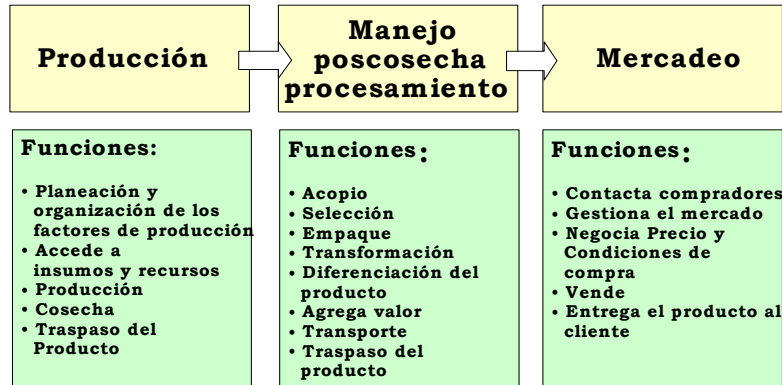 Producción
Manejo
poscosecha
procesamiento
Mercadeo
Funciones:
• Planeación y
organización de los
factores de producción
• Accede a
insumos y recursos
• Producción
• Cosecha
• Traspaso del
Producto
Funciones:
• Acopio
• Selección
• Empaque
• Transformación
• Diferenciación del
producto
• Agrega valor
• Transporte
• Traspaso del
producto
Funciones:
• Contacta compradores
• Gestiona el mercado
• Negocia Precio y
Condiciones de
compra
• Vende
• Entrega el producto al
cliente